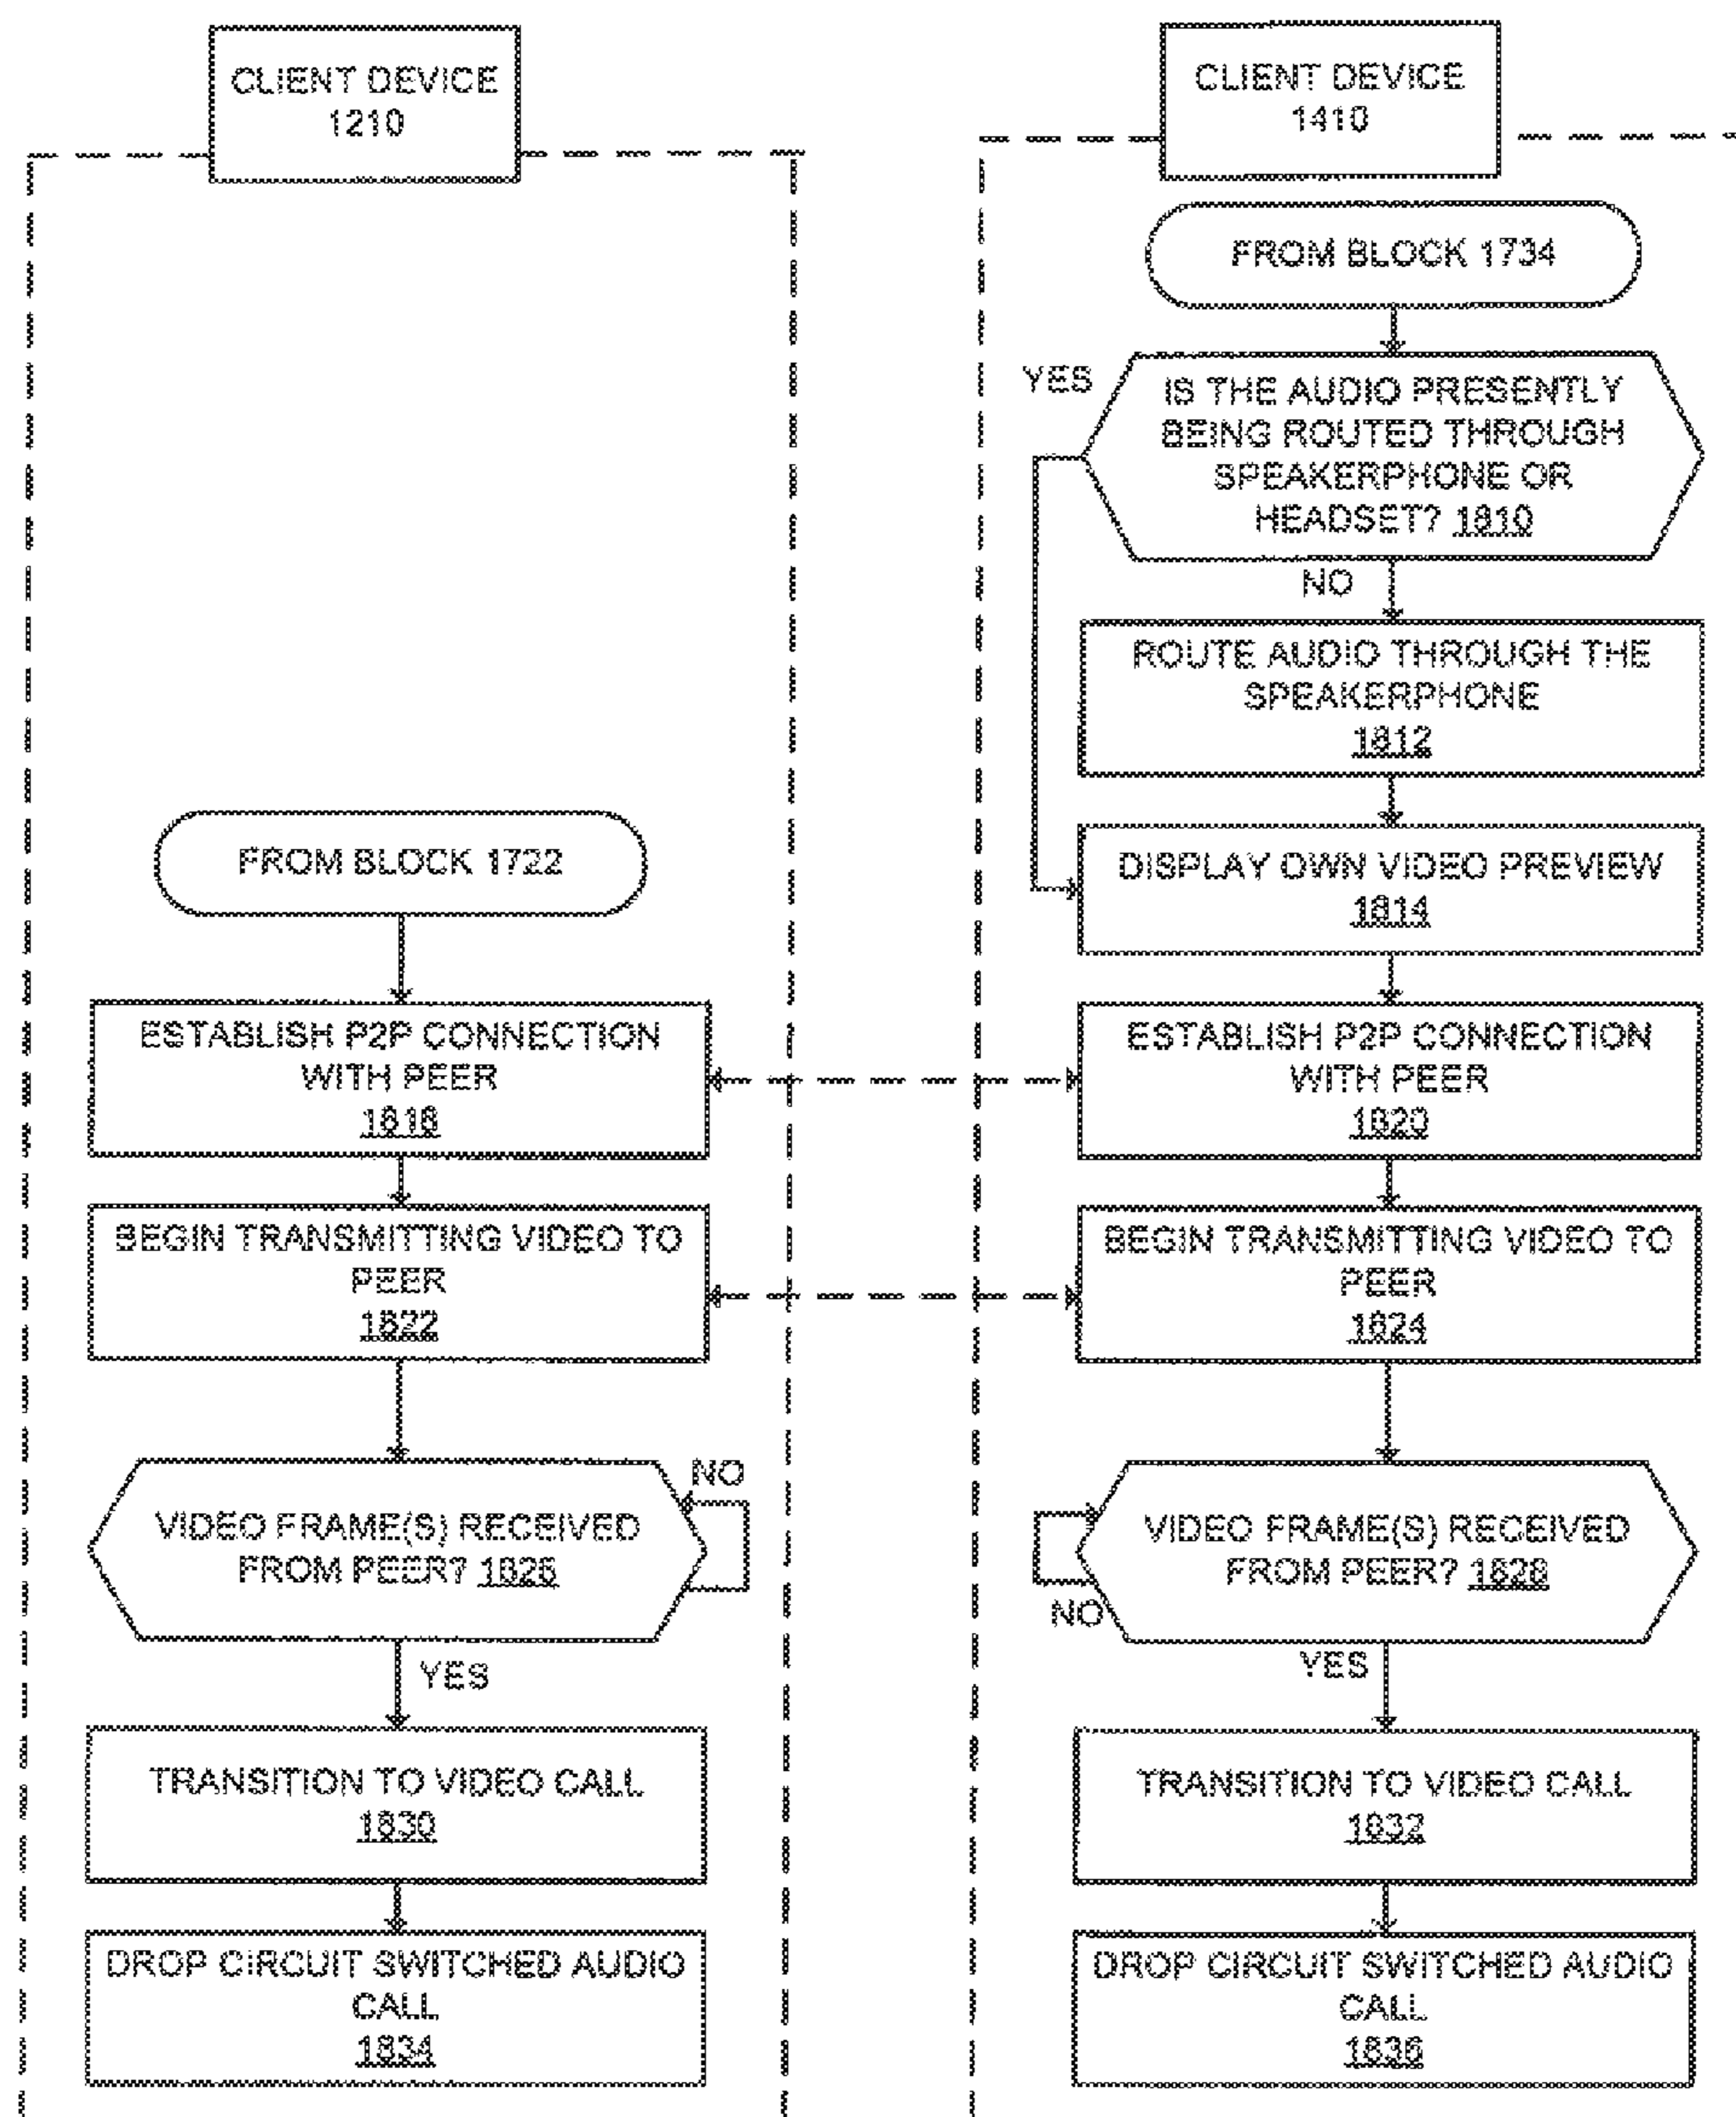 CLIENT DEVICE
1210
FROM BLOCK 1722
ESTABLISH P2P CONNECTION
WITH PEER
1818
BEGIN TRANSMITTING VIDEO TO
PEER
1822
VIDEO FRAME(S) RECEIVED
FROM PEER? 1826
NO
YES
TRANSITION TO VIDEO CALL
1830
DROP CIRCUIT SWITCHED AUDIO
CALL
1834
CLIENT DEVICE
1410
FROM BLOCK 1734
IS THE AUDIO PRESENTLY
BEING ROUTED THROUGH
SPEAKERPHONE OR
HEADSET? 1810
YES
NO
ROUTE AUDIO THROUGH THE
SPEAKERPHONE
1812
DISPLAY OWN VIDEO PREVIEW
1814
ESTABLISH P2P CONNECTION
WITH PEER
1820
BEGIN TRANSMITTING VIDEO TO
PEER
1824
VIDEO FRAME(S) RECEIVED
FROM PEER? 1828
NO
YES
TRANSITION TO VIDEO CALL
1832
DROP CIRCUIT SWITCHED AUDIO
CALL
1836